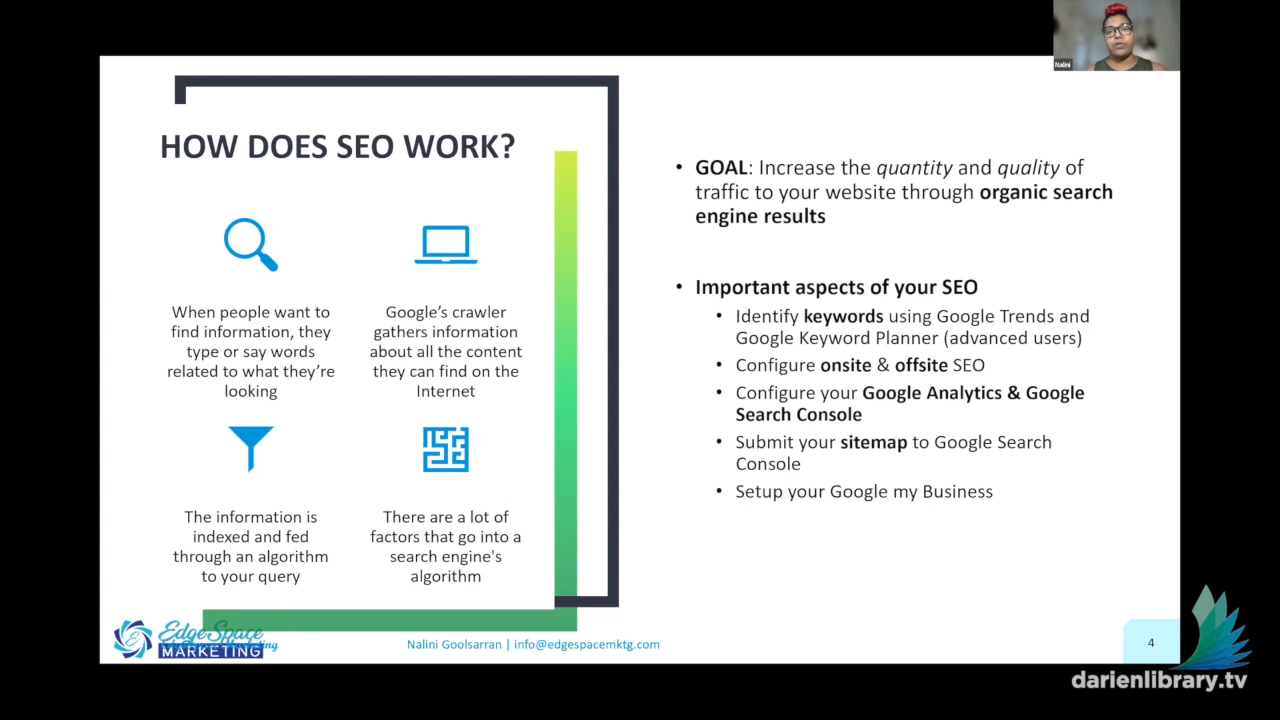 Nalini
HOW DOES SEO WORK?
When people want to
find information, they
type or say words
related to what they're
looking
Google's crawler
gathers information
about all the content
they can find on the
Internet
The information is
indexed and fed
through an algorithm
to your query
There are a lot of
factors that go into a
search engine's
algorithm
• GOAL: Increase the quantity and quality of
traffic to your website through organic search
engine results
• Important aspects of your SEO
• Identify keywords using Google Trends and
Google Keyword Planner (advanced users)
• Configure onsite & offsite SEO
• Configure your Google Analytics & Google
Search Console
• Submit your sitemap to Google Search
Console
• Setup your Google my Business
EdgeSpace
MARKETING
Nalini Goolsarran | info@edgespacemktg.com
4
darienlibrary.tv